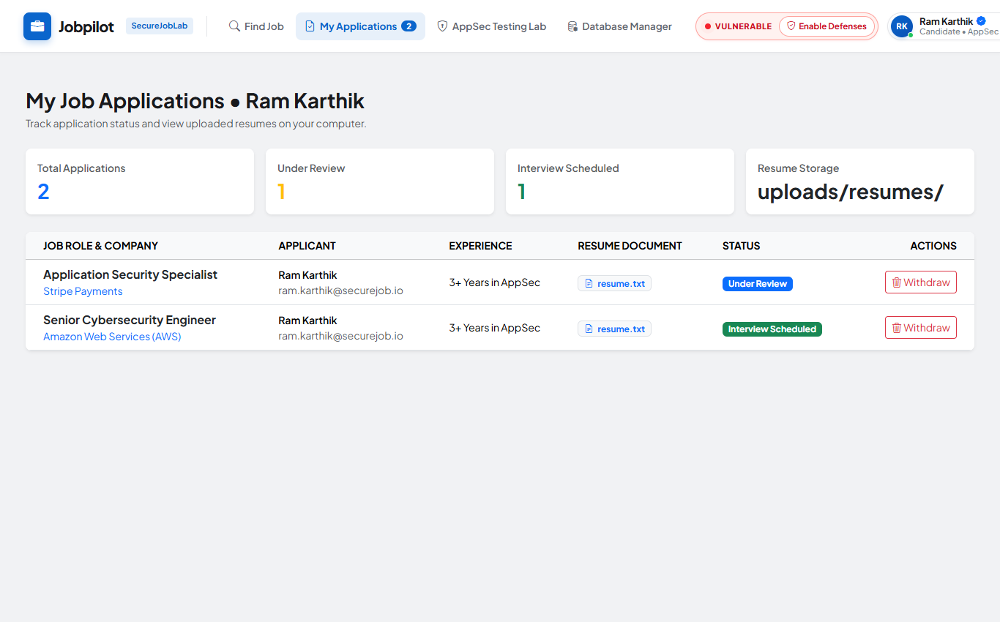 Jobpilot SecureJobLab Find Job My Applications 2 AppSec Testing Lab Database Manager VULNERABLE Enable Defenses RK Ram Karthik
Candidate • AppSec
My Job Applications ● Ram Karthik
Track application status and view uploaded resumes on your computer.
Total Applications Under Review Interview Scheduled Resume Storage
2 1 1 uploads/resumes/
JOB ROLE & COMPANY APPLICANT EXPERIENCE RESUME DOCUMENT STATUS ACTIONS
Application Security Specialist Ram Karthik 3+ Years in AppSec resume.txt Under Review Withdraw
Stripe Payments ram.karthik@securejob.io
Senior Cybersecurity Engineer Ram Karthik 3+ Years in AppSec resume.txt Interview Scheduled Withdraw
Amazon Web Services (AWS) ram.karthik@securejob.io